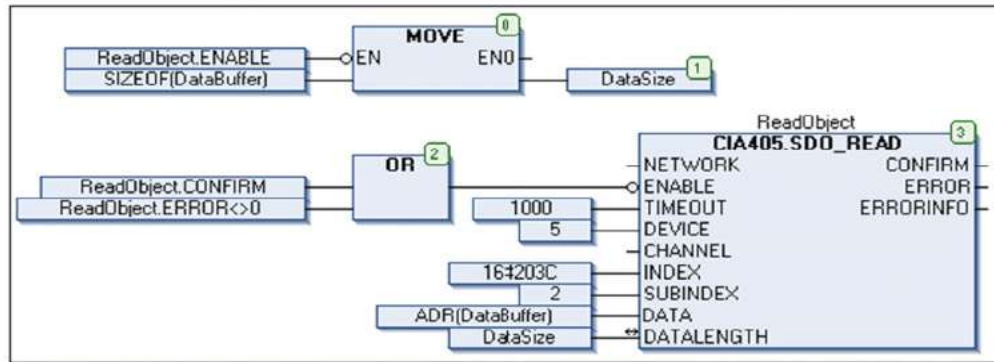 0
MOVE
ReadObject.ENABLE EN ENO
SIZEOF(DataBuffer) DataSize 1
ReadObject
2 CIA405.SDO_READ 3
OR NETWORK CONFIRM
ReadObject.CONFIRM ENABLE ERROR
ReadObject.ERROR<>0 1000 TIMEOUT ERRORINFO
5 DEVICE
CHANNEL
16#203C INDEX
2 SUBINDEX
ADR(DataBuffer) DATA
DataSize DATALENGTH